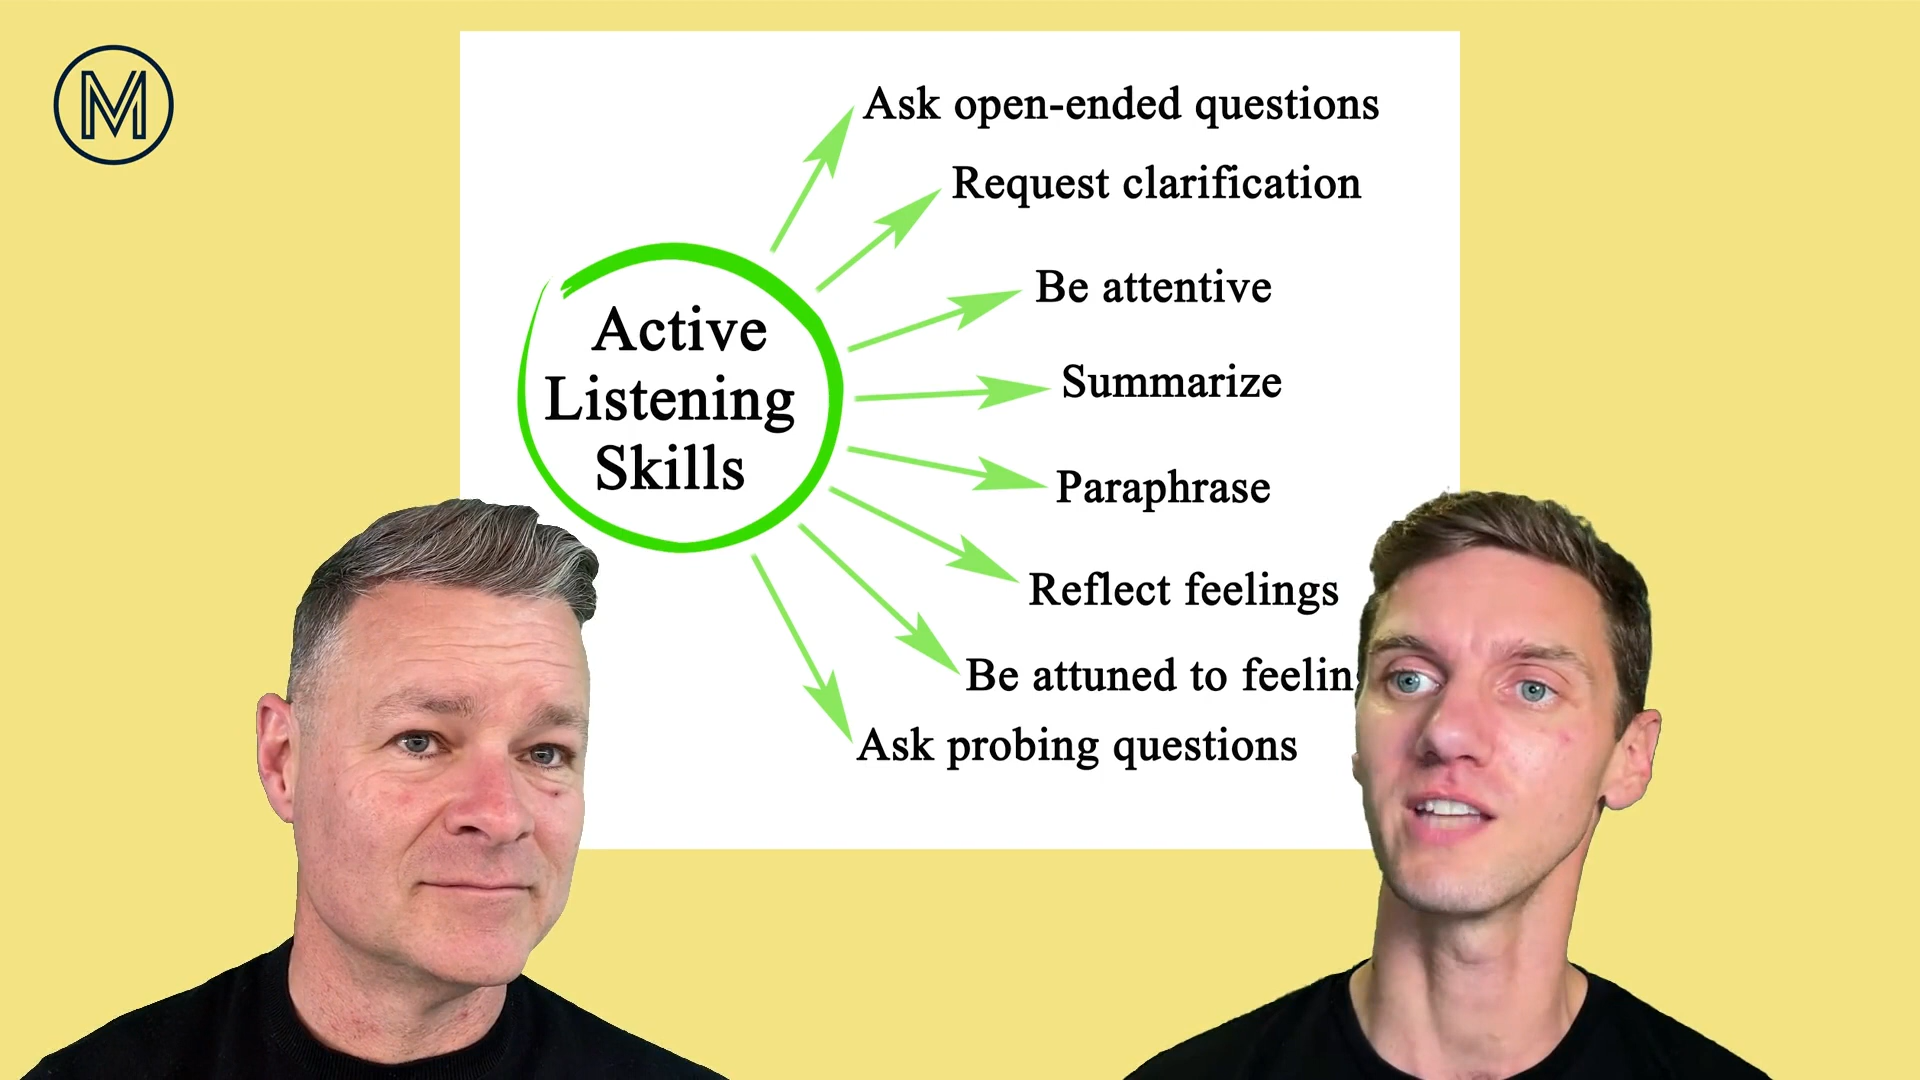 M
Ask open-ended questions
Request clarification
Be attentive
Active
Listening
Skills
Summarize
Paraphrase
Reflect feelings
Be attuned to
Ask probing questions